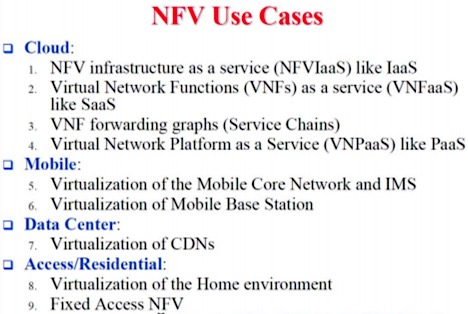 NFV Use Cases
❑ Cloud:
1. NFV infrastructure as a service (NFVIaaS) like IaaS
2. Virtual Network Functions (VNFs) as a service (VNFaaS)
like SaaS
3. VNF forwarding graphs (Service Chains)
4. Virtual Network Platform as a Service (VNPaaS) like PaaS
❑ Mobile:
5. Virtualization of the Mobile Core Network and IMS
6. Virtualization of Mobile Base Station
❑ Data Center:
7. Virtualization of CDNs
❑ Access/Residential:
8. Virtualization of the Home environment
9. Fixed Access NFV